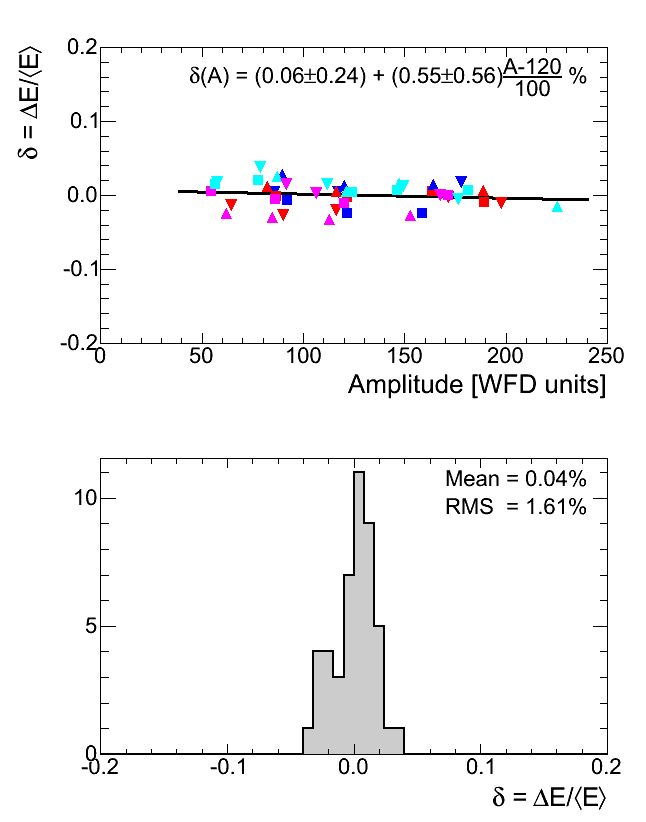 0.2
δ(A) = (0.06±0.24) + (0.55±0.56)A-120/100 %
0.1
0.0
-0.1
-0.2
0 50 100 150 200 250
δ = ΔE/⟨E⟩
Amplitude [WFD units]
Mean = 0.04%
RMS = 1.61%
10
5
0
-0.2 -0.1 0.0 0.1 0.2
δ = ΔE/⟨E⟩